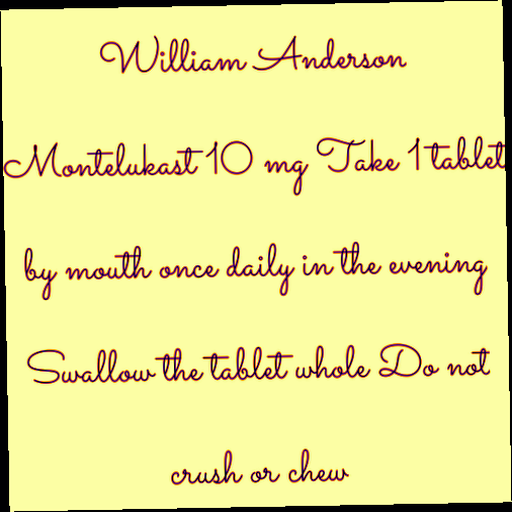 William Anderson
Montelukast 10 mg Take 1 tablet
by mouth once daily in the evening
Swallow the tablet whole Do not
crush or chew